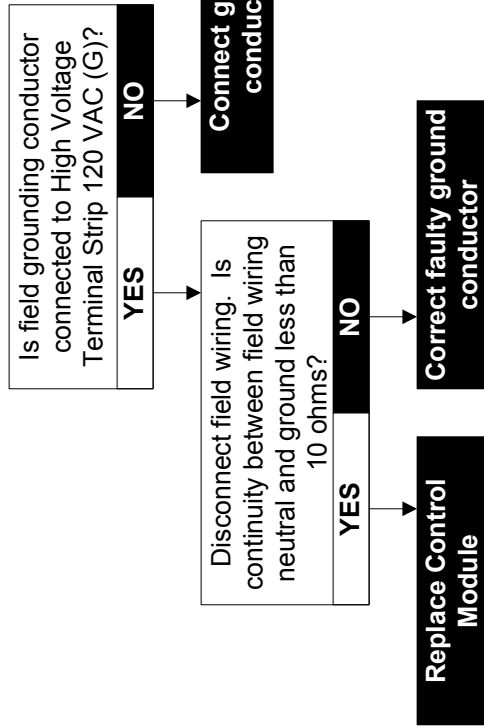 Is field grounding conductor
connected to High Voltage
Terminal Strip 120 VAC (G)?
YES
NO
Connect g
conduc
Disconnect field wiring. Is
continuity between field wiring
neutral and ground less than
10 ohms?
YES
NO
Replace Control
Module
Correct faulty ground
conductor